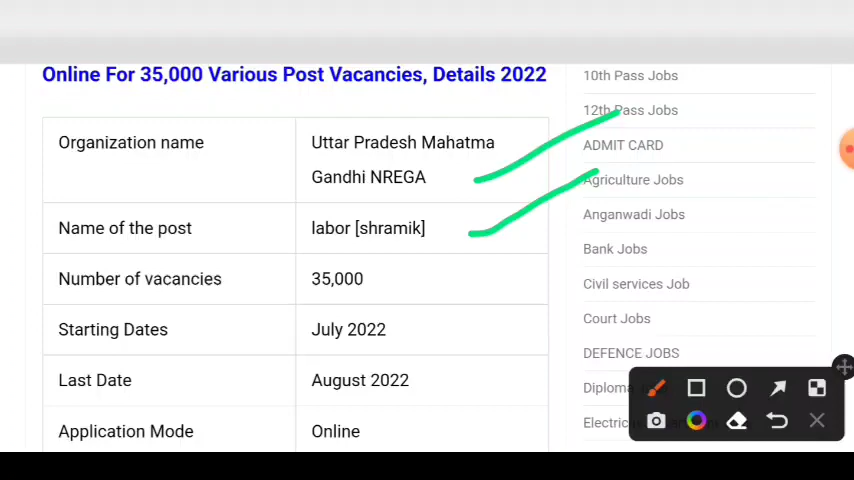 Online For 35,000 Various Post Vacancies, Details 2022
Organization name
Uttar Pradesh Mahatma
Gandhi NREGA
Name of the post
labor [shramik]
Number of vacancies
35,000
Starting Dates
July 2022
Last Date
August 2022
Application Mode
Online
10th Pass Jobs
12th Pass Jobs
ADMIT CARD
Agriculture Jobs
Anganwadi Jobs
Bank Jobs
Civil services Job
Court Jobs
DEFENCE JOBS
Diploma